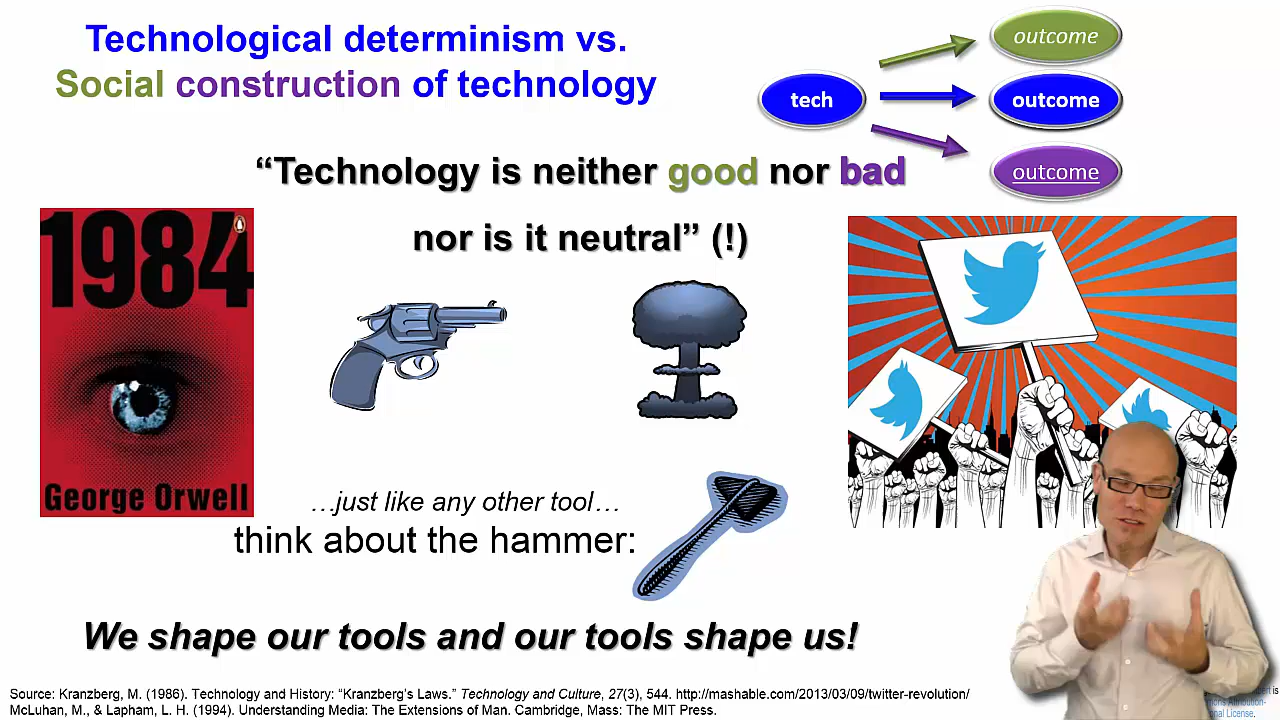 Technological determinism vs.
Social construction of technology
tech
outcome
outcome
outcome
“Technology is neither good nor bad
nor is it neutral” (!)
1984
George Orwell
…just like any other tool…
think about the hammer:
We shape our tools and our tools shape us!
Source: Kranzberg, M. (1986). Technology and History: “Kranzberg’s Laws.” Technology and Culture, 27(3), 544. http://mashable.com/2013/03/09/twitter-revolution/
McLuhan, M., & Lapham, L. H. (1994). Understanding Media: The Extensions of Man. Cambridge, Mass: The MIT Press.
License.